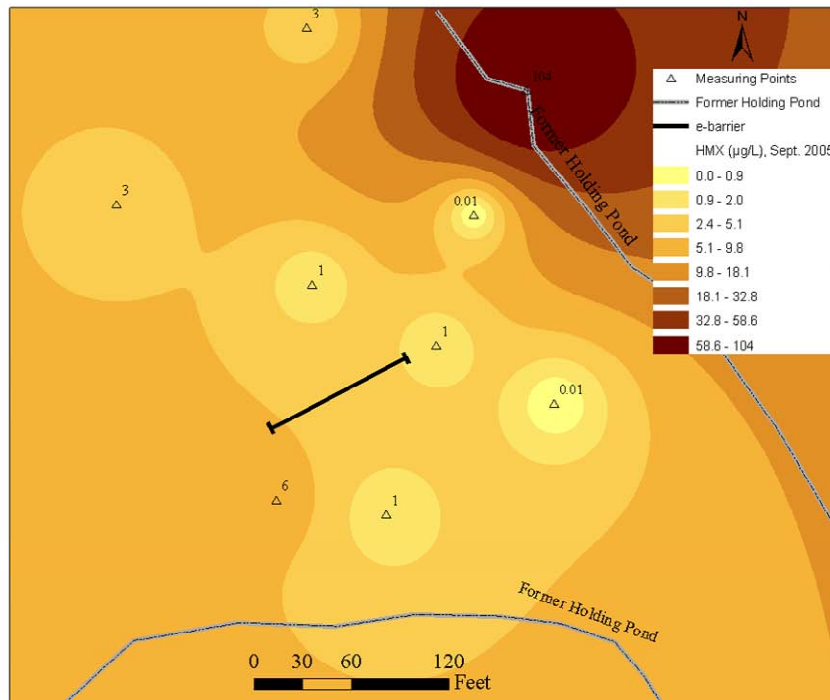 3
N
104
Measuring Points
Former Holding Pond
e-barrier
HMX (µg/L), Sept. 2005
0.0 - 0.9
0.9 - 2.0
2.4 - 5.1
5.1 - 9.8
9.8 - 18.1
18.1 - 32.8
32.8 - 58.6
58.6 - 104
Former Holding Pond
3
0.01
1
1
0.01
6
1
Former Holding Pond
0 30 60 120
Feet